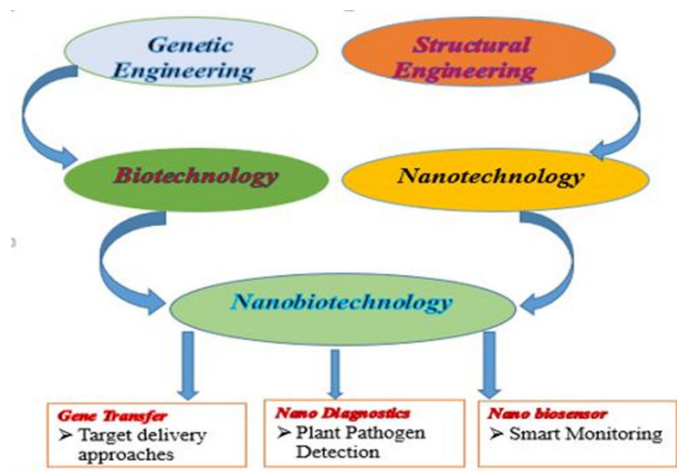 Genetic
Engineering
Structural
Engineering
Biotechnology
Nanotechnology
Nanobiotechnology
Gene Transfer
➤ Target delivery
approaches
Nano Diagnostics
➤ Plant Pathogen
Detection
Nano biosensor
➤ Smart Monitoring